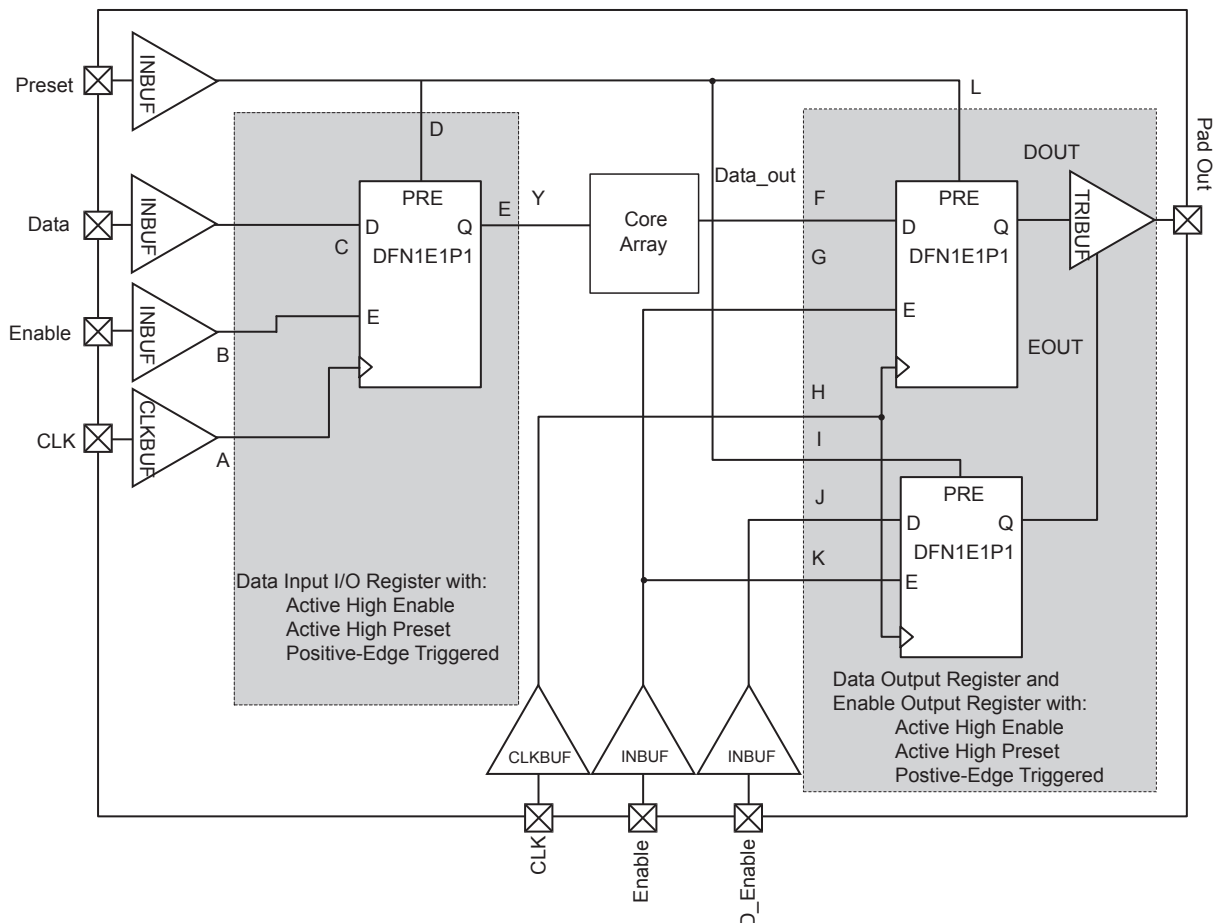 Preset
INBUF
L
D
Pad Out
DOUT
PRE
PRE
Data_out
TRIBUF
Data
INBUF
C
D
Q
E
Y
Core
Array
F
D
Q
DFN1E1P1
G
DFN1E1P1
Enable
INBUF
B
E
E
EOUT
CLK
CLKBUF
A
H
I
PRE
J
D
Q
DFN1E1P1
K
E
Data Input I/O Register with:
Active High Enable
Active High Preset
Positive-Edge Triggered
Data Output Register and
Enable Output Register with:
Active High Enable
Active High Preset
Postive-Edge Triggered
CLKBUF
INBUF
INBUF
CLK
Enable
D_Enable